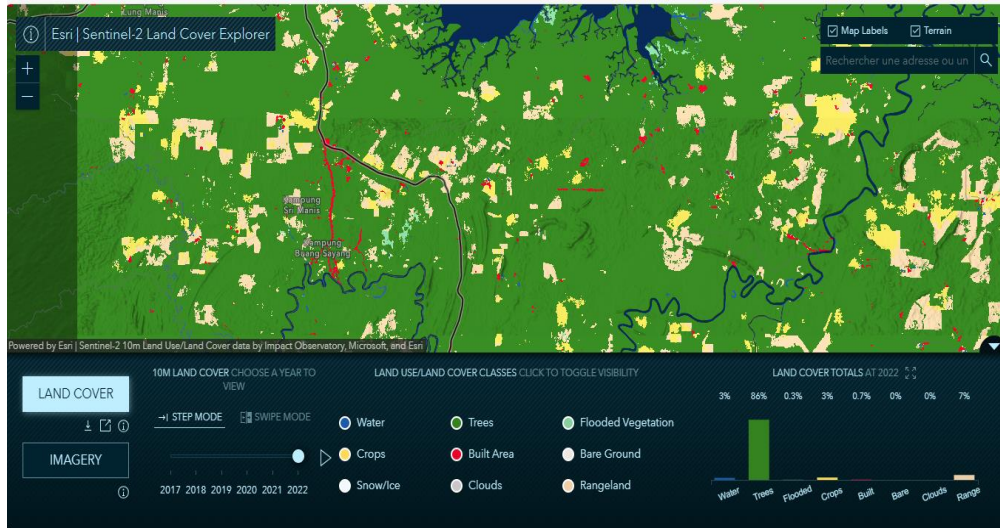 Lung Manis
ⓘ Esri | Sentinel-2 Land Cover Explorer
Map Labels
Terrain
+
Rechercher une adresse ou un
−
Kampung
Sri Manis
Kampung
Buang Sayang
Powered by Esri | Sentinel-2 10m Land Use/Land Cover data by Impact Observatory, Microsoft, and Esri
LAND COVER
IMAGERY
10M LAND COVER CHOOSE A YEAR TO
VIEW
STEP MODE
SWIPE MODE
2017 2018 2019 2020 2021 2022
LAND USE/LAND COVER CLASSES CLICK TO TOGGLE VISIBILITY
Water
Trees
Flooded Vegetation
Crops
Built Area
Bare Ground
Snow/Ice
Clouds
Rangeland
LAND COVER TOTALS AT 2022
3% 86% 0.3% 3% 0.7% 0% 0% 7%
Water Trees Flooded Crops Built Bare Clouds Range